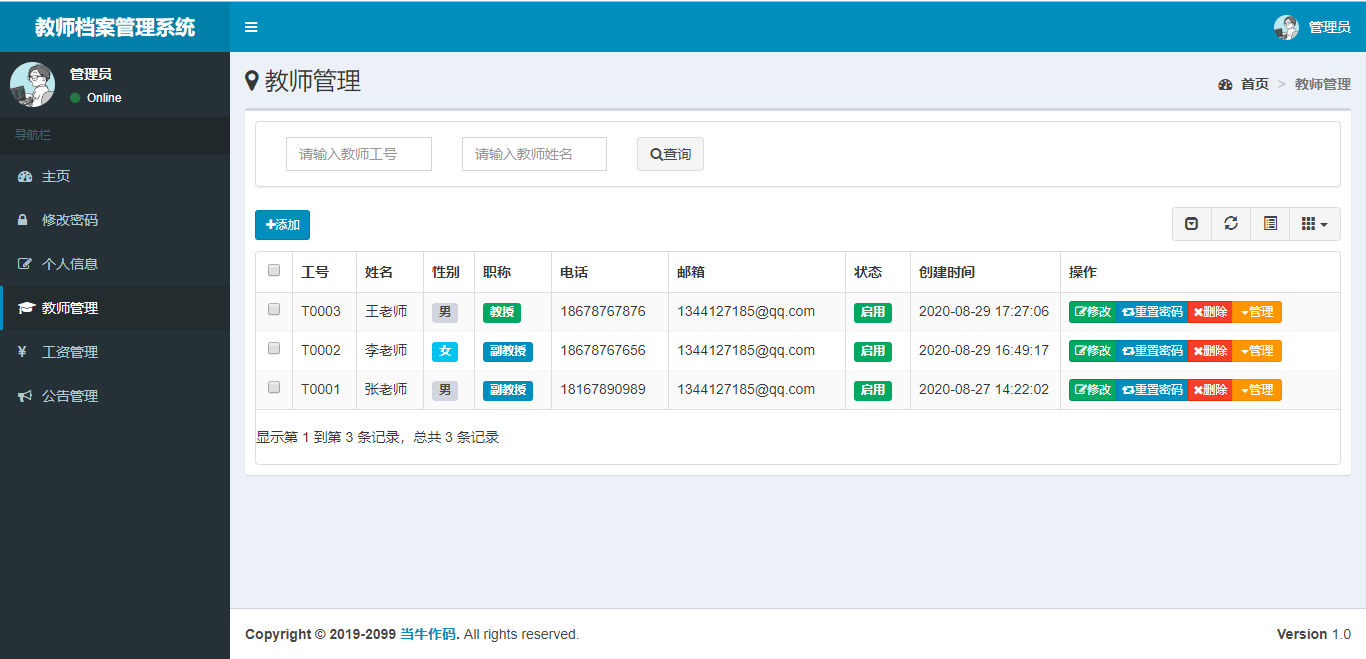 教师档案管理系统
管理员
管理员
Online
导航栏
主页
修改密码
个人信息
教师管理
¥ 工资管理
公告管理
教师管理
首页 > 教师管理
请输入教师工号 请输入教师姓名 查询
添加
工号 姓名 性别 职称 电话 邮箱 状态 创建时间 操作
T0003 王老师 男 教授 18678767876 1344127185@qq.com 启用 2020-08-29 17:27:06 修改 重置密码 删除 管理
T0002 李老师 女 副教授 18678767656 1344127185@qq.com 启用 2020-08-29 16:49:17 修改 重置密码 删除 管理
T0001 张老师 男 副教授 18167890989 1344127185@qq.com 启用 2020-08-27 14:22:02 修改 重置密码 删除 管理
显示第 1 到第 3 条记录，总共 3 条记录
Copyright © 2019-2099 当牛作码. All rights reserved.
Version 1.0